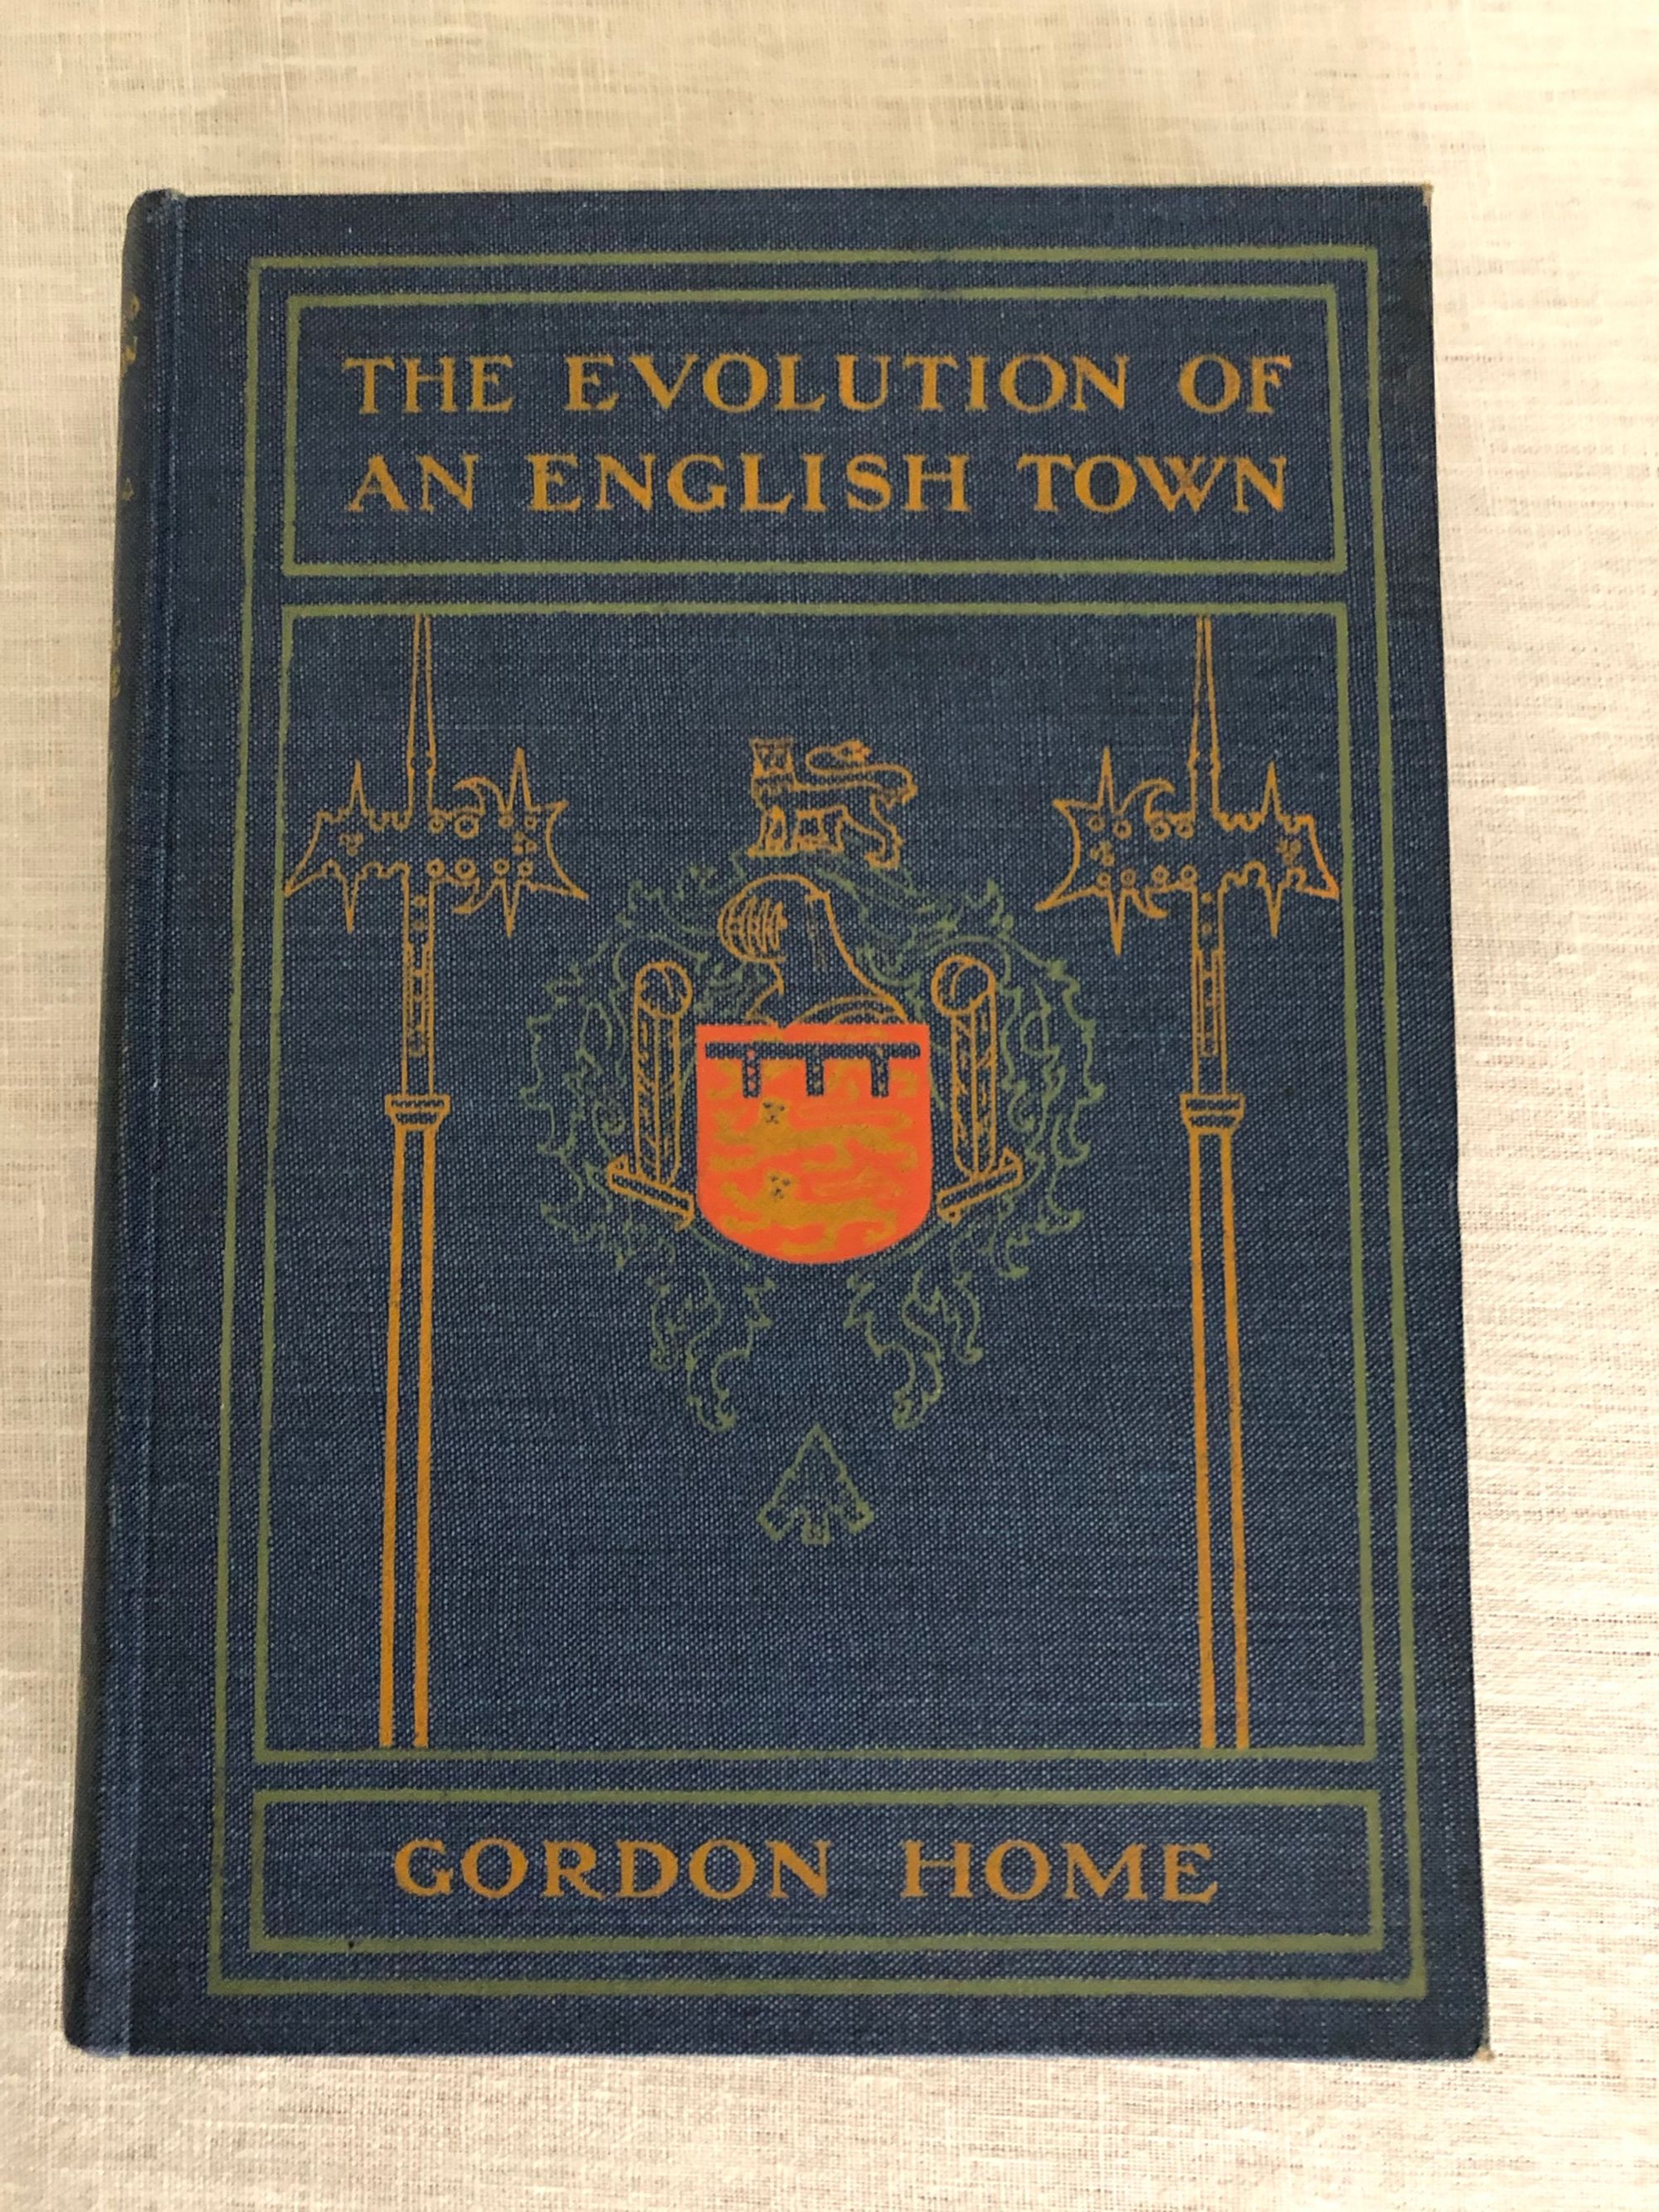 THE EVOLUTION OF
AN ENGLISH TOWN
GORDON HOME